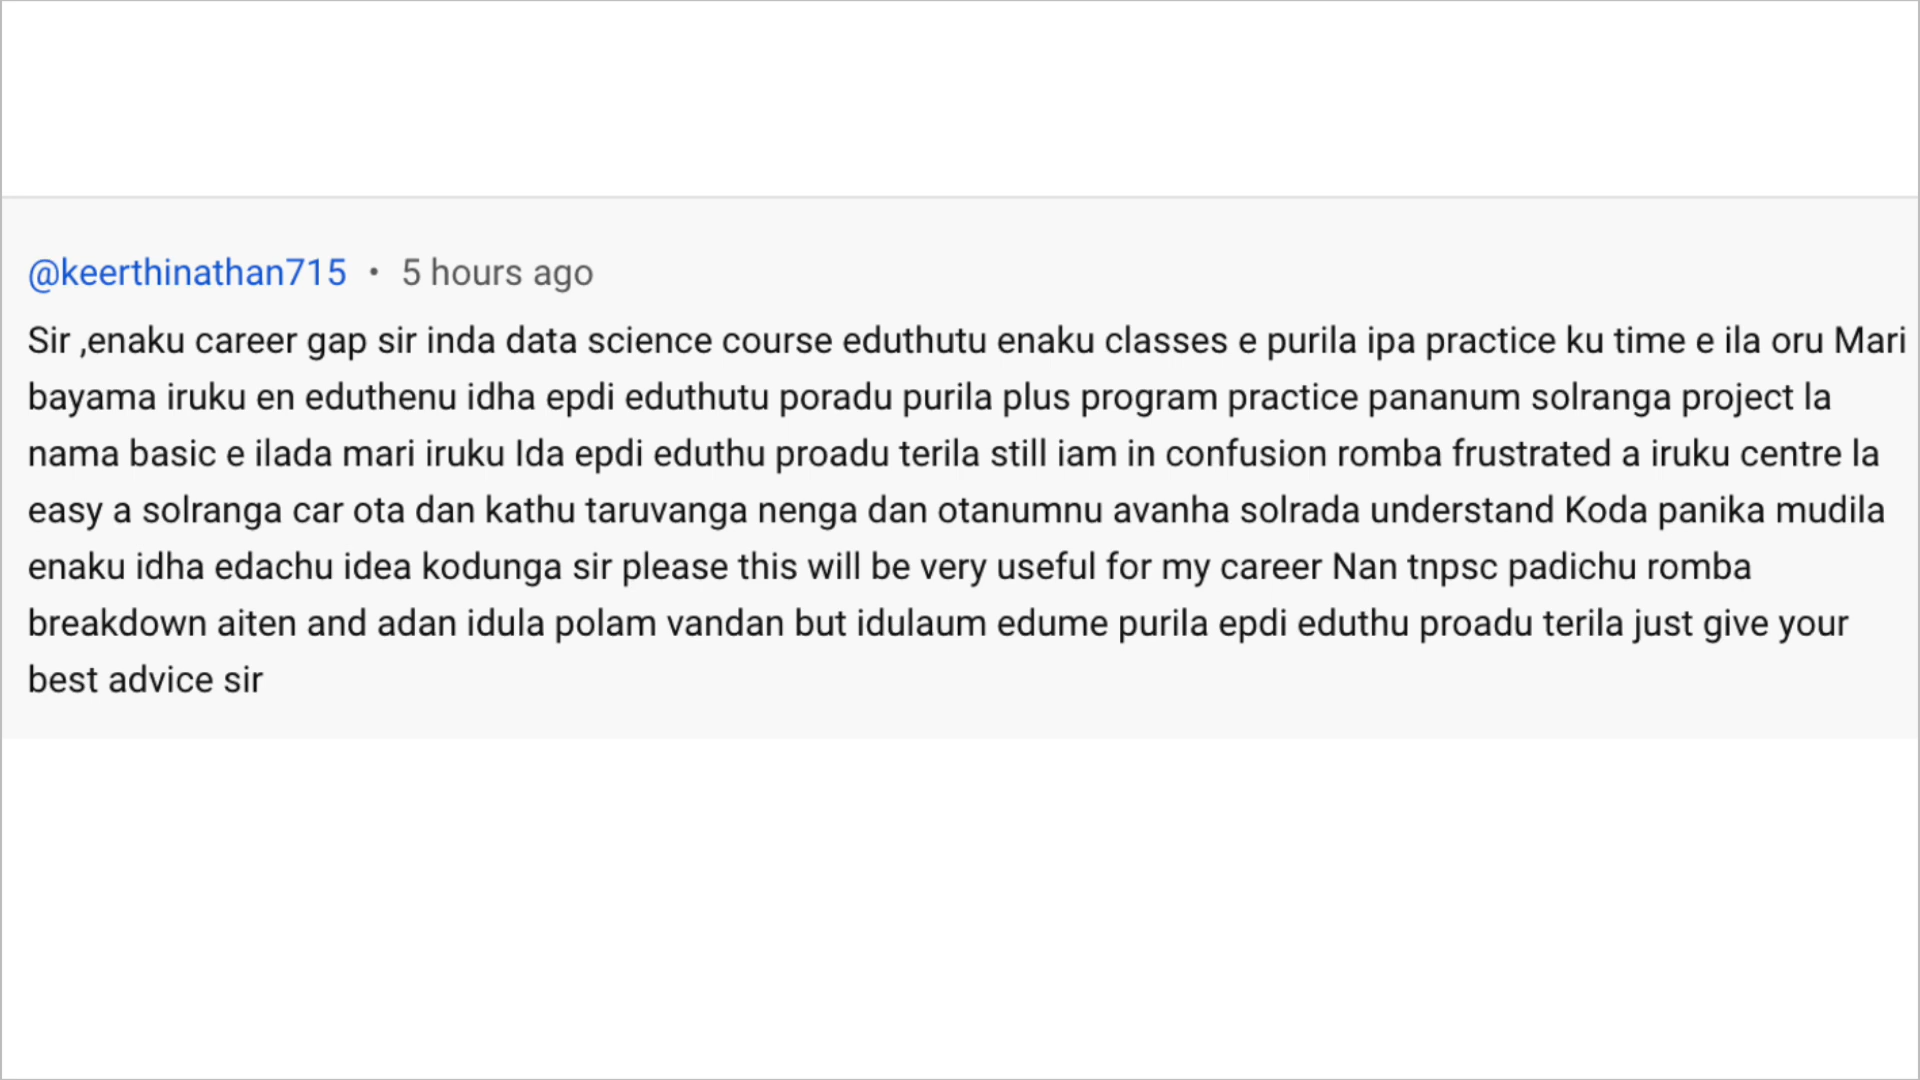 @keerthinathan715 • 5 hours ago
Sir ,enaku career gap sir inda data science course eduthutu enaku classes e purila ipa practice ku time e ila oru Mari
bayama iruku en eduthenu idha epdi eduthutu poradu purila plus program practice pananum solranga project la
nama basic e ilada mari iruku Ida epdi eduthu proadu terila still iam in confusion romba frustrated a iruku centre la
easy a solranga car ota dan kathu taruvanga nenga dan otanumnu avanha solrada understand Koda panika mudila
enaku idha edachu idea kodunga sir please this will be very useful for my career Nan tnpsc padichu romba
breakdown aiten and adan idula polam vandan but idulaum edume purila epdi eduthu proadu terila just give your
best advice sir